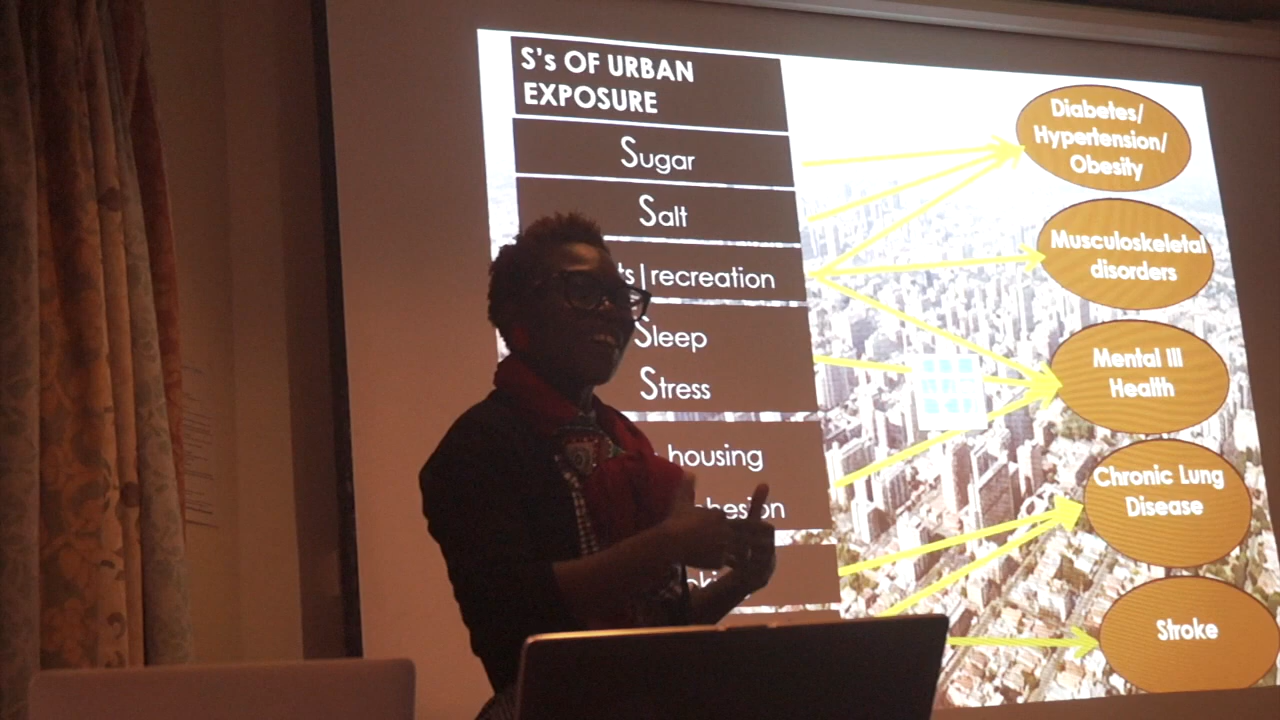 S's OF URBAN
EXPOSURE
Sugar
Salt
ts|recreation
Sleep
Stress
housing
Diabetes/
Hypertension/
Obesity
Musculoskeletal
disorders
Mental Ill
Health
Chronic Lung
Disease
Stroke